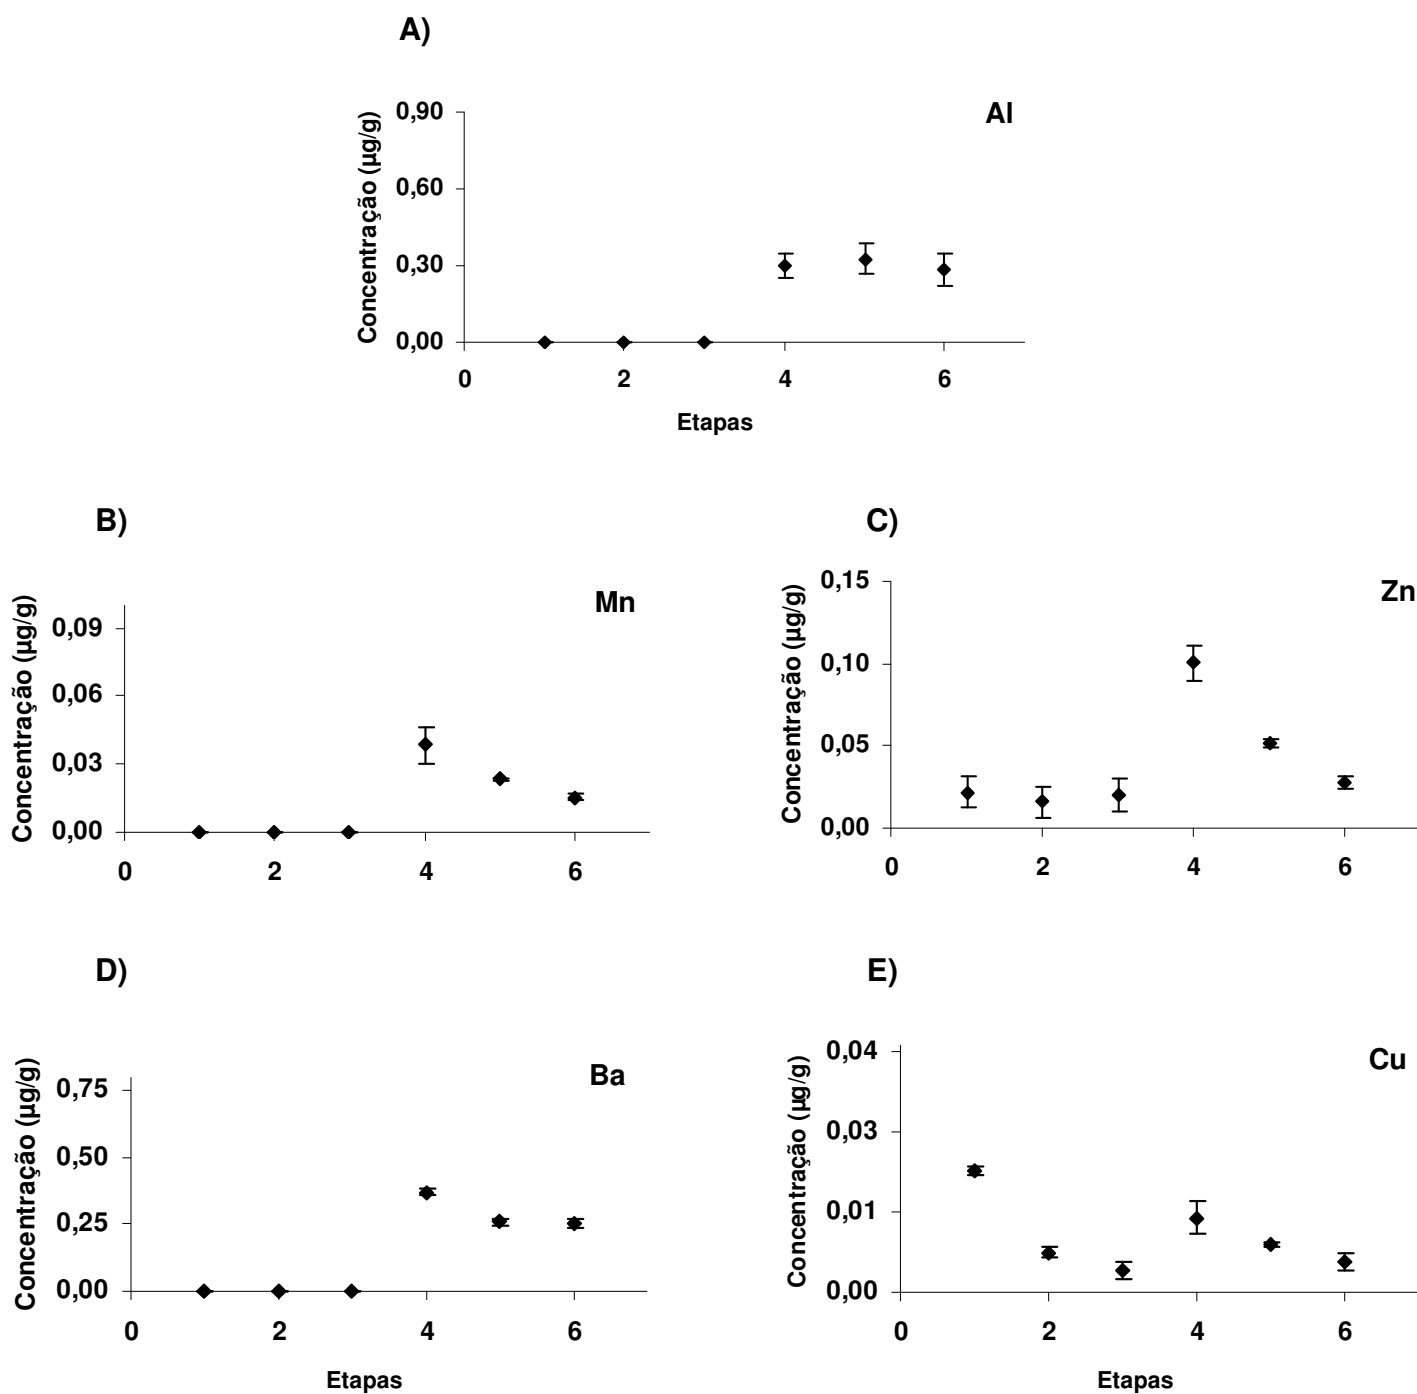 A)
Al
Concentração (µg/g)
0,90
0,60
0,30
0,00
0 2 4 6
Etapas
B)
Mn
Concentração (µg/g)
0,09
0,06
0,03
0,00
0 2 4 6
C)
Zn
Concentração (µg/g)
0,15
0,10
0,05
0,00
0 2 4 6
D)
Ba
Concentração (µg/g)
0,75
0,50
0,25
0,00
0 2 4 6
Etapas
E)
Cu
Concentração (µg/g)
0,04
0,03
0,01
0,00
0 2 4 6
Etapas